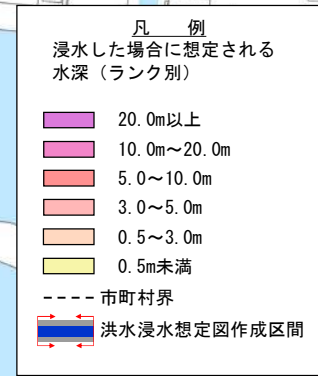 凡　例
浸水した場合に想定される
水深（ランク別）
20.0m以上
10.0m～20.0m
5.0～10.0m
3.0～5.0m
0.5～3.0m
0.5m未満
市町村界
洪水浸水想定図作成区間